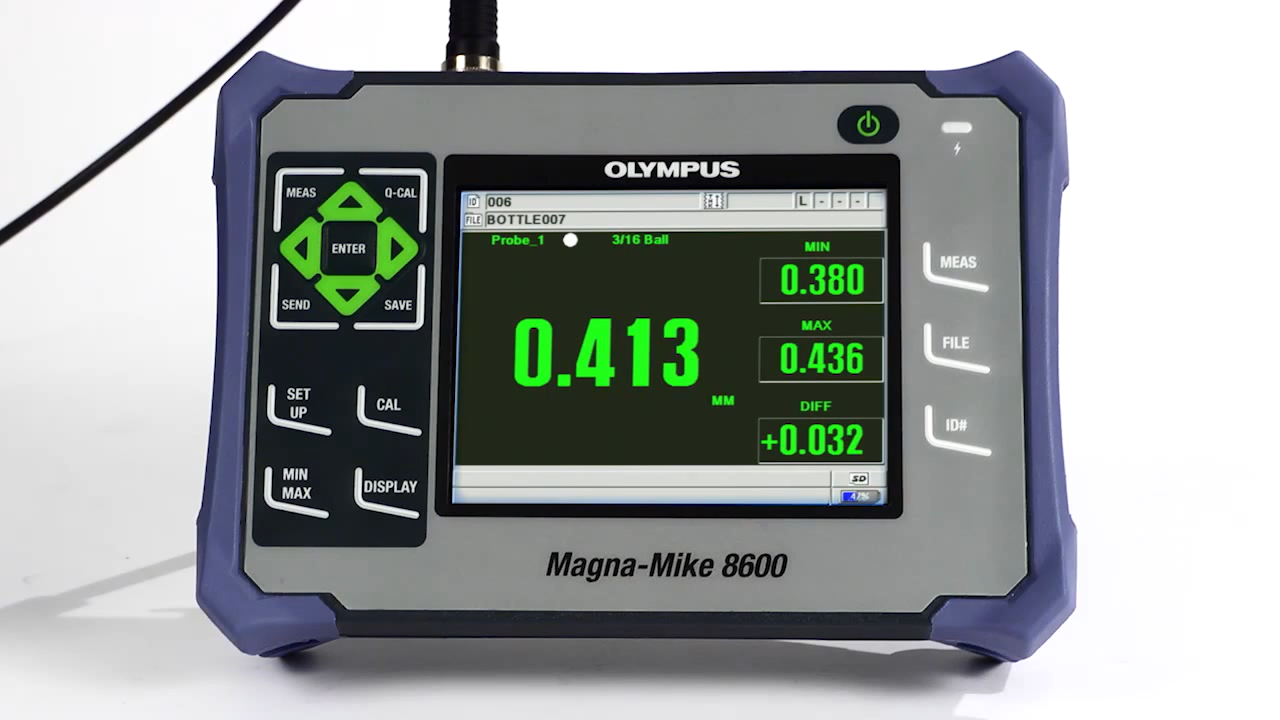 OLYMPUS
MEAS
Q-CAL
ENTER
SEND
SAVE
SET UP
CAL
MIN MAX
DISPLAY
ID 006
L - - -
FILE BOTTLE007
Probe_1 3/16 Ball
MIN
0.380
0.413
MM
MAX
0.436
DIFF
+0.032
SD
47%
MEAS
FILE
ID#
Magna-Mike 8600